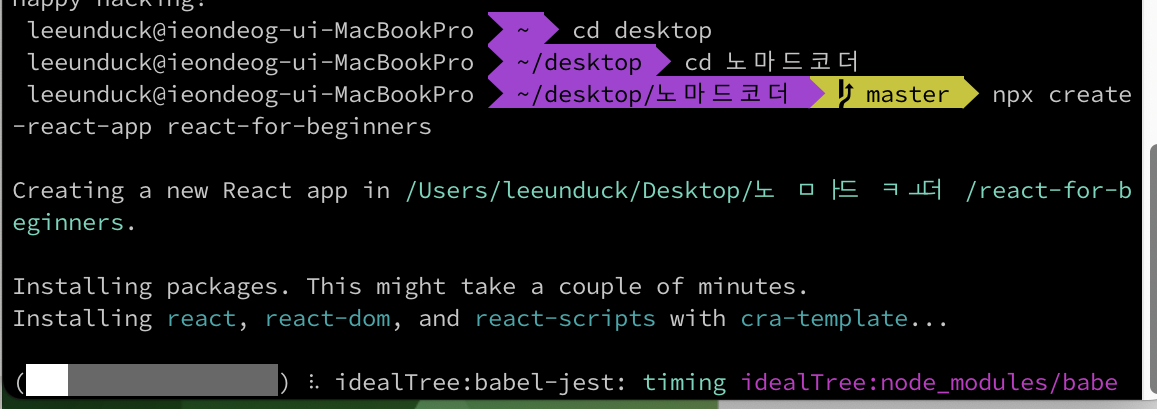 happy hacking!
leeunduck@ieondeog-ui-MacBookPro ~ cd desktop
leeunduck@ieondeog-ui-MacBookPro ~/desktop cd 노마드코더
leeunduck@ieondeog-ui-MacBookPro ~/desktop/노마드코더 master npx create
-react-app react-for-beginners
Creating a new React app in /Users/leeunduck/Desktop/노 ㅁ ㅏ드 ㅋ ㅗ더 /react-for-b
eginners.
Installing packages. This might take a couple of minutes.
Installing react, react-dom, and react-scripts with cra-template...
( ) ⠧ idealTree:babel-jest: timing idealTree:node_modules/babe